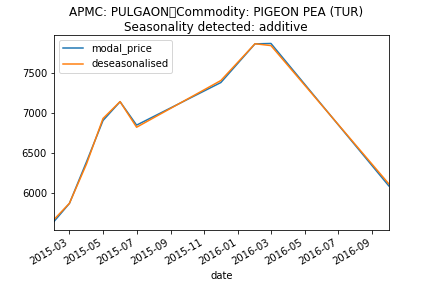 APMC: PULGAON▯Commodity: PIGEON PEA (TUR)
Seasonality detected: additive
modal_price
deseasonalised
7500
7000
6500
6000
2015-03
2015-05
2015-07
2015-09
2015-11
2016-01
2016-03
2016-05
2016-07
2016-09
date